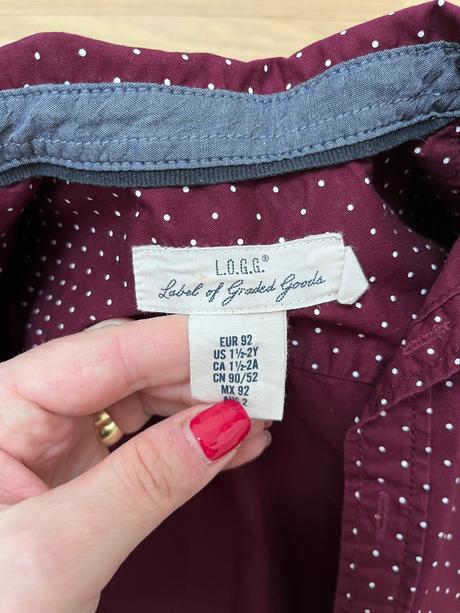 L.O.G.G.®
Label of Graded Goods
EUR 92
US 1½-2Y
CA 1½-2A
CN 90/52
MX 92